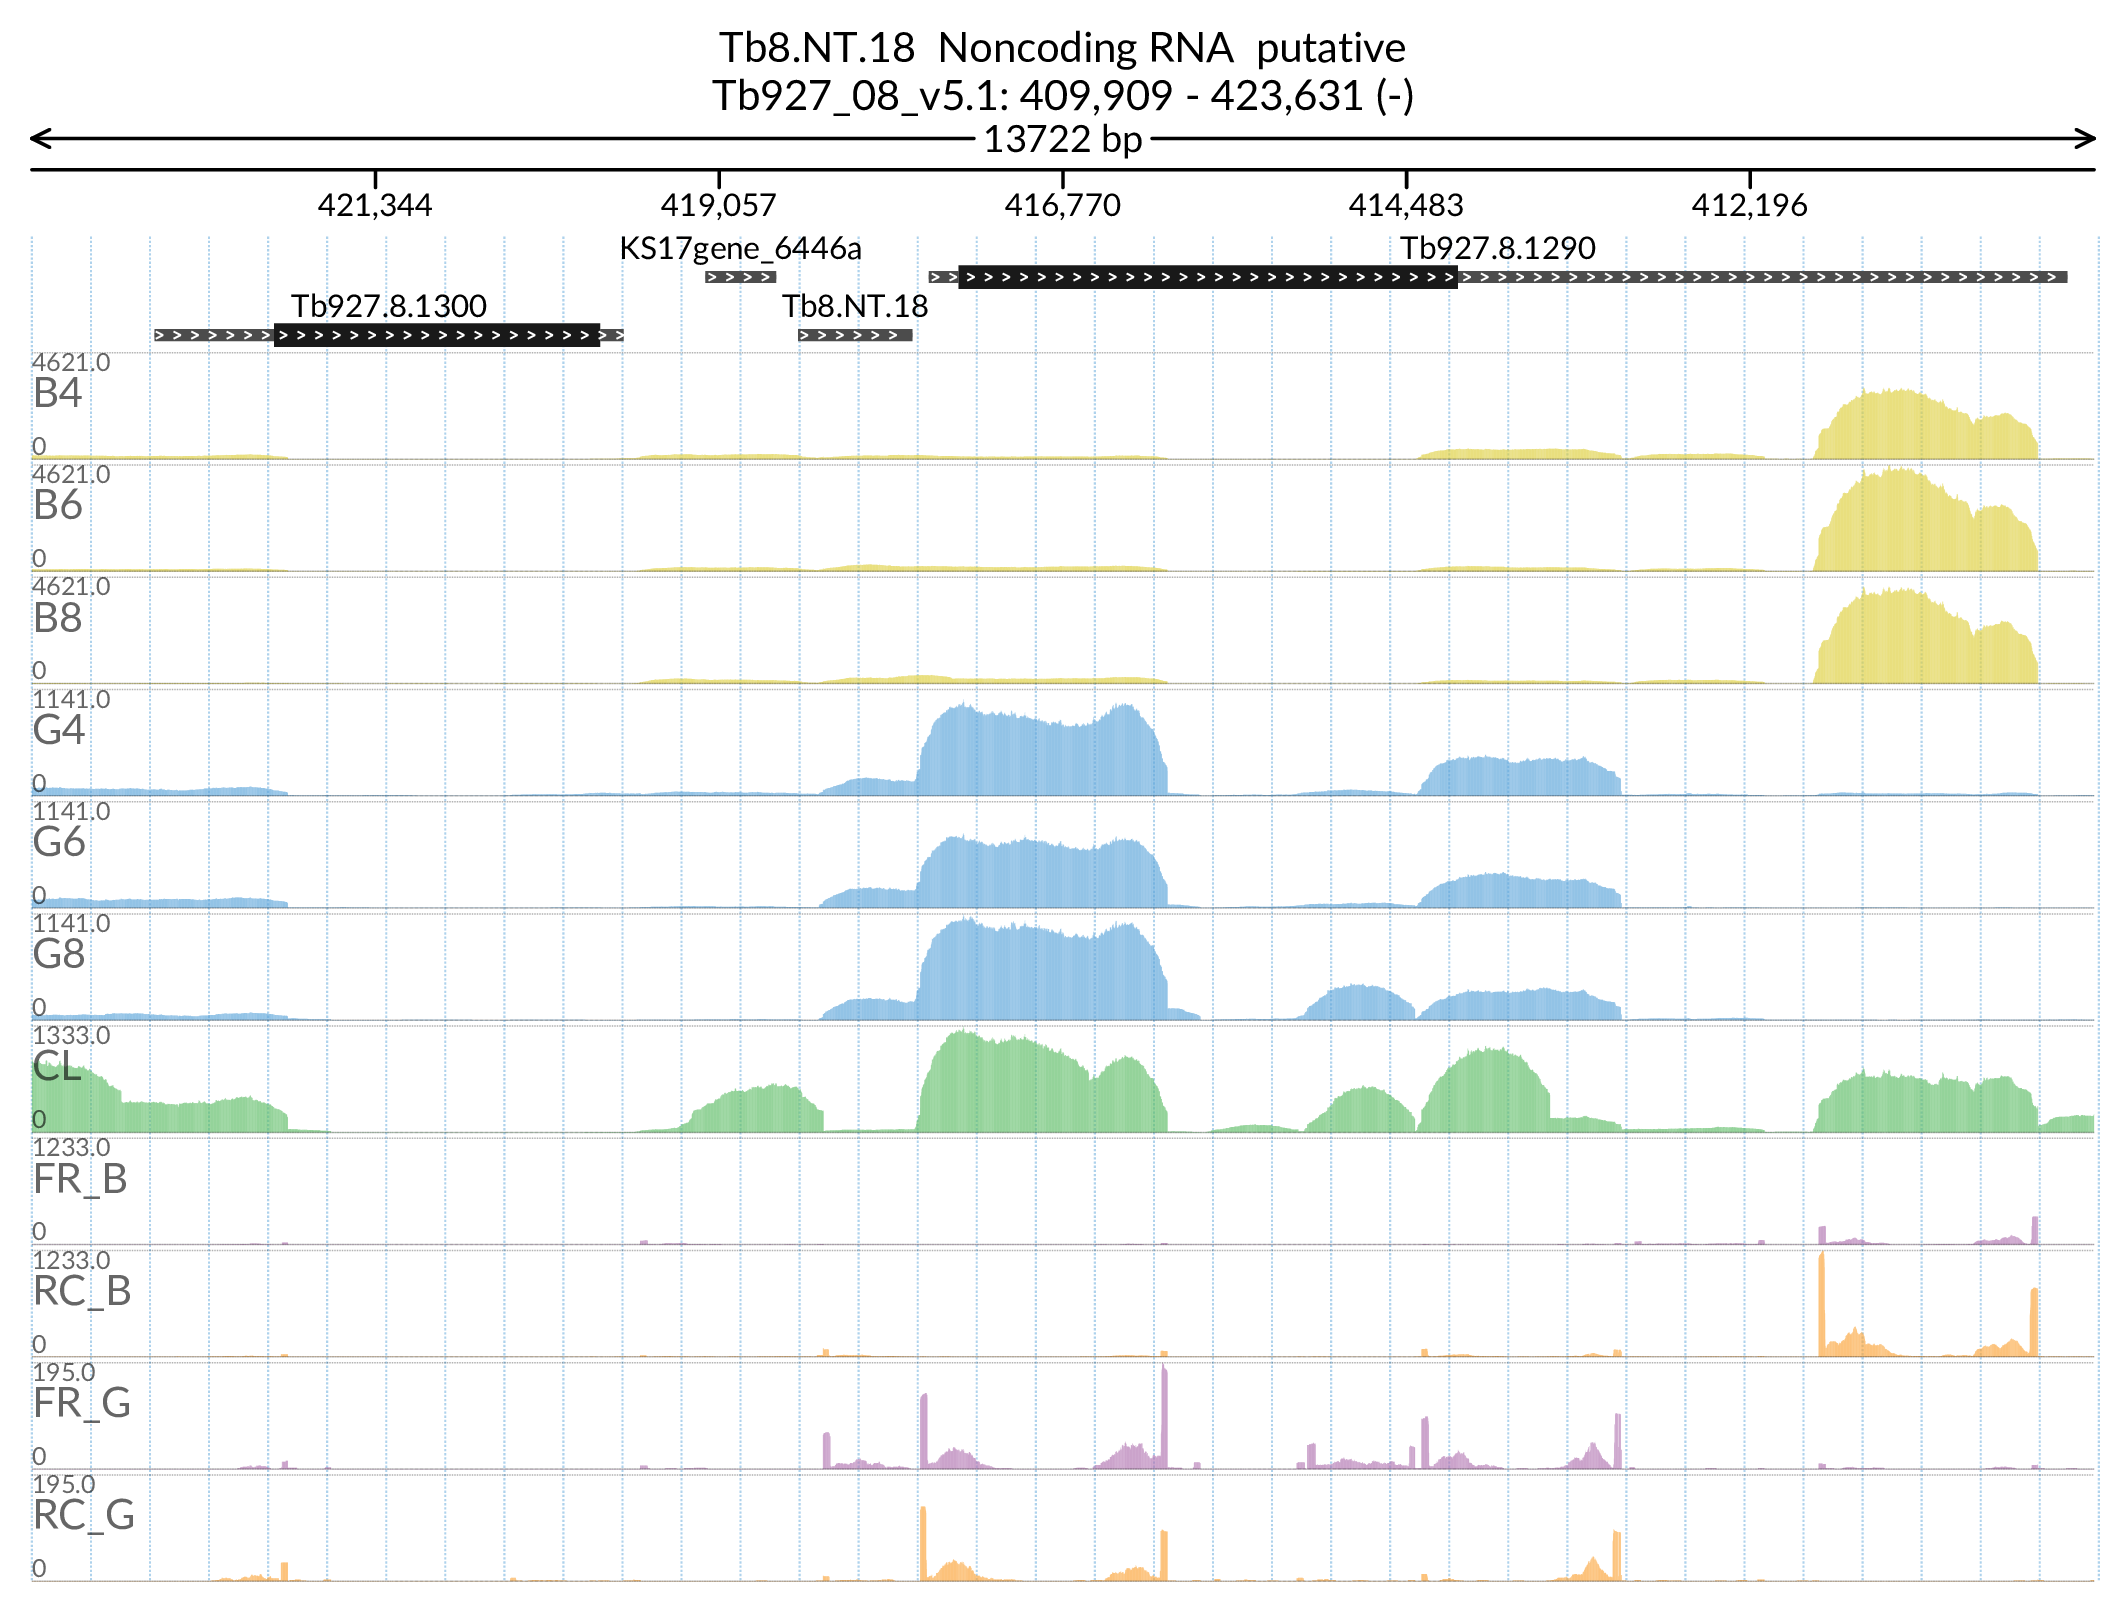 Tb8.NT.18  Noncoding RNA  putative
Tb927_08_v5.1: 409,909 - 423,631 (-)
13722 bp
421,344 419,057 416,770 414,483 412,196
KS17gene_6446a Tb927.8.1290
Tb927.8.1300 Tb8.NT.18
4621.0
B4
0
4621.0
B6
0
4621.0
B8
0
1141.0
G4
0
1141.0
G6
0
1141.0
G8
0
1333.0
CL
0
1233.0
FR_B
0
1233.0
RC_B
0
195.0
FR_G
0
195.0
RC_G
0